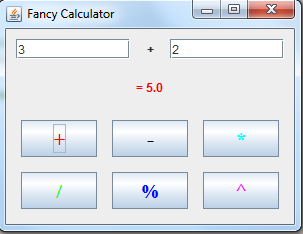 Fancy Calculator
3 + 2
= 5.0
+ - *
/ % ^